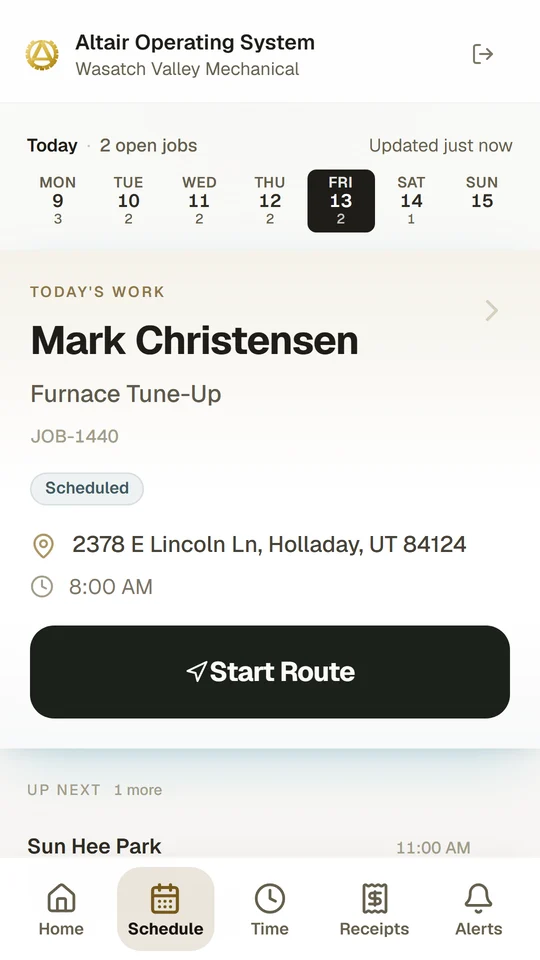 Altair Operating System
Wasatch Valley Mechanical
Today · 2 open jobs Updated just now
MON TUE WED THU FRI SAT SUN
9 10 11 12 13 14 15
3 2 2 2 2 1
TODAY'S WORK
Mark Christensen
Furnace Tune-Up
JOB-1440
Scheduled
2378 E Lincoln Ln, Holladay, UT 84124
8:00 AM
Start Route
UP NEXT 1 more
Sun Hee Park 11:00 AM
Home Schedule Time Receipts Alerts